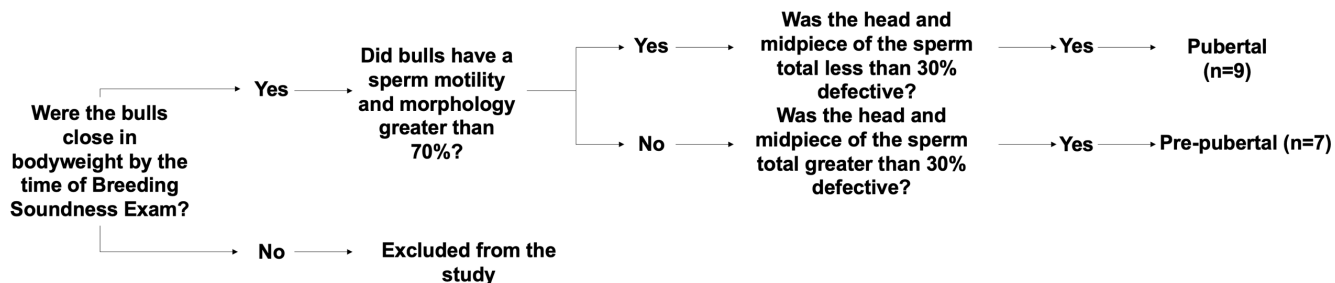 Were the bulls
close in
bodyweight by the
time of Breeding
Soundness Exam?
Yes
Did bulls have a
sperm motility
and morphology
greater than
70%?
Yes
Was the head and
midpiece of the sperm
total less than 30%
defective?
Yes
Pubertal
(n=9)
No
Was the head and
midpiece of the sperm
total greater than 30%
defective?
Yes
Pre-pubertal (n=7)
No
Excluded from the
study